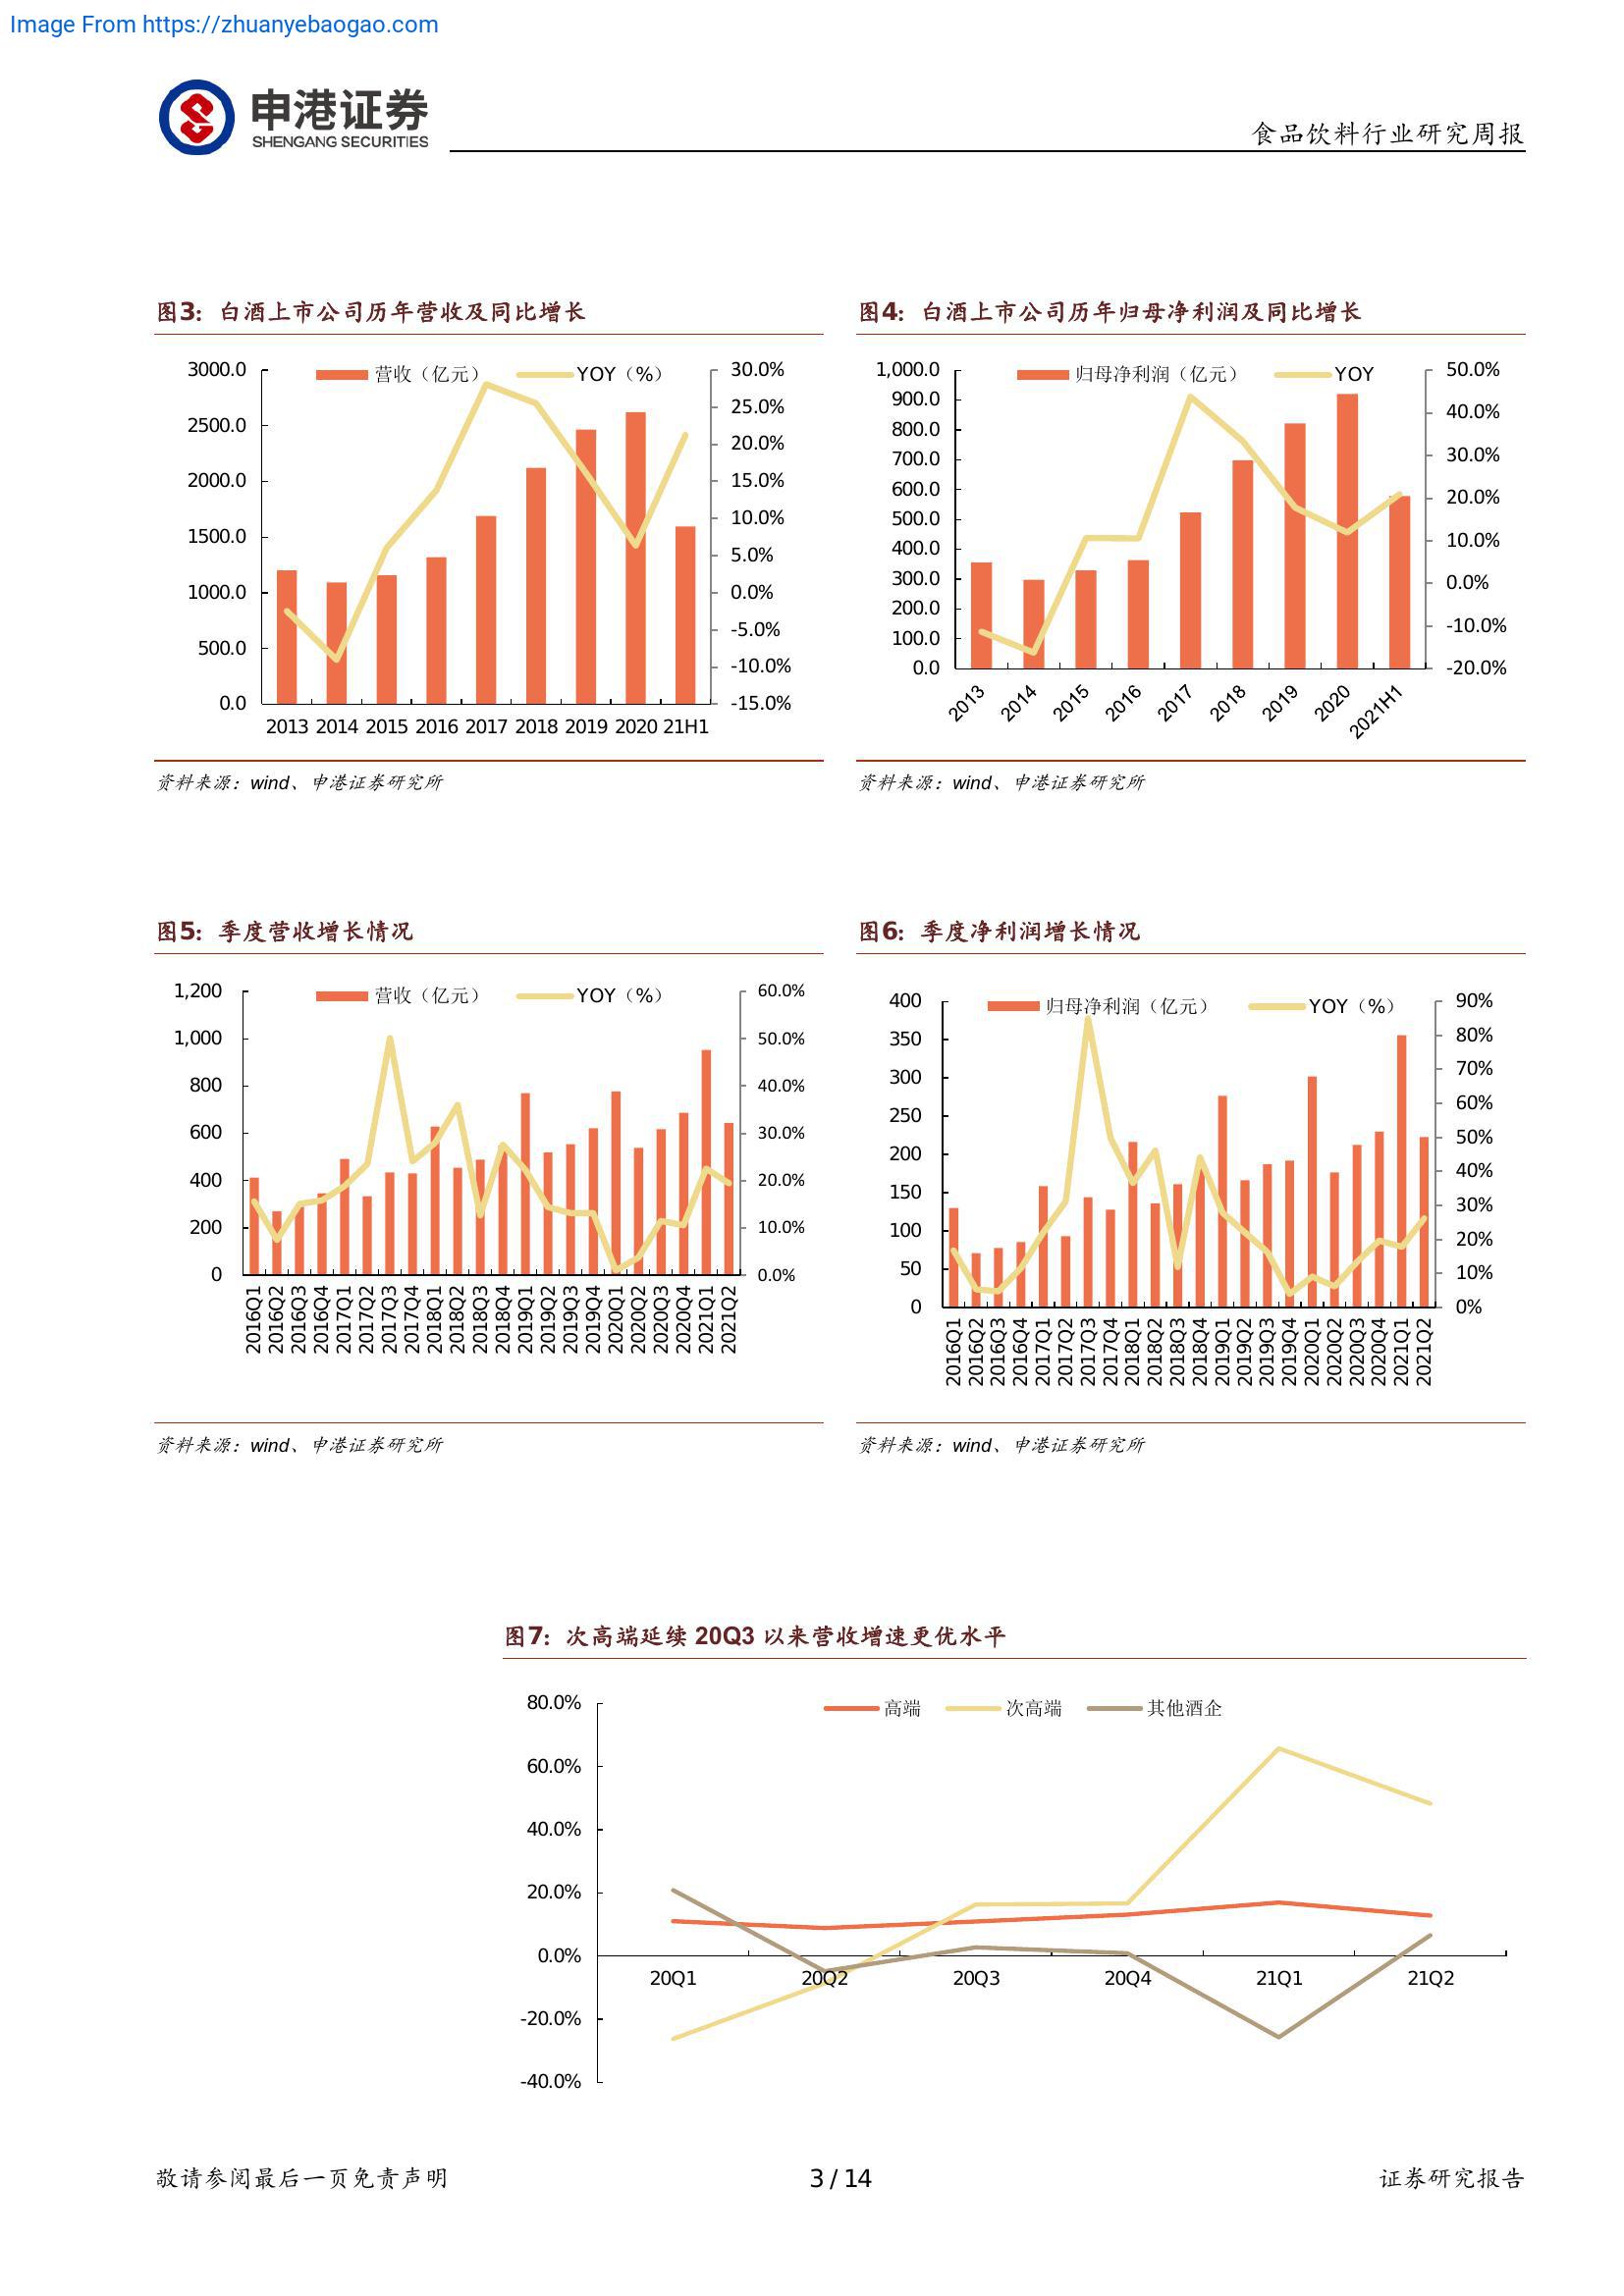 Image From https://zhuanyebaogao.com
申港证券
SHENGANG SECURITIES
食品饮料行业研究周报
图3：白酒上市公司历年营收及同比增长
营收（亿元） YOY（%）
3000.0
2500.0
2000.0
1500.0
1000.0
500.0
0.0
30.0%
25.0%
20.0%
15.0%
10.0%
5.0%
0.0%
-5.0%
-10.0%
-15.0%
2013 2014 2015 2016 2017 2018 2019 2020 21H1
资料来源：wind、申港证券研究所
图4：白酒上市公司历年归母净利润及同比增长
归母净利润（亿元） YOY
1,000.0
900.0
800.0
700.0
600.0
500.0
400.0
300.0
200.0
100.0
0.0
50.0%
40.0%
30.0%
20.0%
10.0%
0.0%
-10.0%
-20.0%
2013 2014 2015 2016 2017 2018 2019 2020 2021H1
资料来源：wind、申港证券研究所
图5：季度营收增长情况
营收（亿元） YOY（%）
1,200
1,000
800
600
400
200
0
60.0%
50.0%
40.0%
30.0%
20.0%
10.0%
0.0%
2016Q1 2016Q2 2016Q3 2016Q4 2017Q1 2017Q2 2017Q3 2017Q4 2018Q1 2018Q2 2018Q3 2018Q4 2019Q1 2019Q2 2019Q3 2019Q4 2020Q1 2020Q2 2020Q3 2020Q4 2021Q1 2021Q2
资料来源：wind、申港证券研究所
图6：季度净利润增长情况
归母净利润（亿元） YOY（%）
400
350
300
250
200
150
100
50
0
90%
80%
70%
60%
50%
40%
30%
20%
10%
0%
2016Q1 2016Q2 2016Q3 2016Q4 2017Q1 2017Q2 2017Q3 2017Q4 2018Q1 2018Q2 2018Q3 2018Q4 2019Q1 2019Q2 2019Q3 2019Q4 2020Q1 2020Q2 2020Q3 2020Q4 2021Q1 2021Q2
资料来源：wind、申港证券研究所
图7：次高端延续 20Q3 以来营收增速更优水平
高端 次高端 其他酒企
80.0%
60.0%
40.0%
20.0%
0.0%
-20.0%
-40.0%
20Q1 20Q2 20Q3 20Q4 21Q1 21Q2
敬请参阅最后一页免责声明
3 / 14
证券研究报告